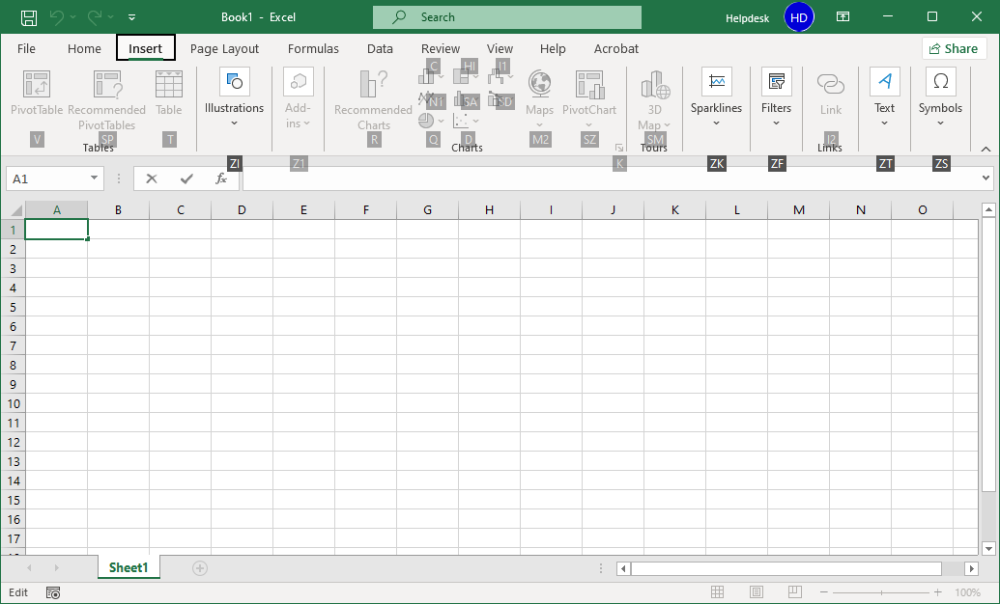 Book1 - Excel
Search
Helpdesk
HD
File Home Insert Page Layout Formulas Data Review View Help Acrobat
Share
PivotTable Recommended PivotTables Table
Illustrations
Add-ins
Recommended Charts
Maps PivotChart
3D Map
Sparklines
Filters
Link
Text
Symbols
C HI I1
N1 SA SD
V SP T R Q D M2 SZ SM I2
Tables Charts Tours Links
ZI Z1 K ZK ZF ZT ZS
A1
fx
A B C D E F G H I J K L M N O
1
2
3
4
5
6
7
8
9
10
11
12
13
14
15
16
17
Sheet1
Edit
100%